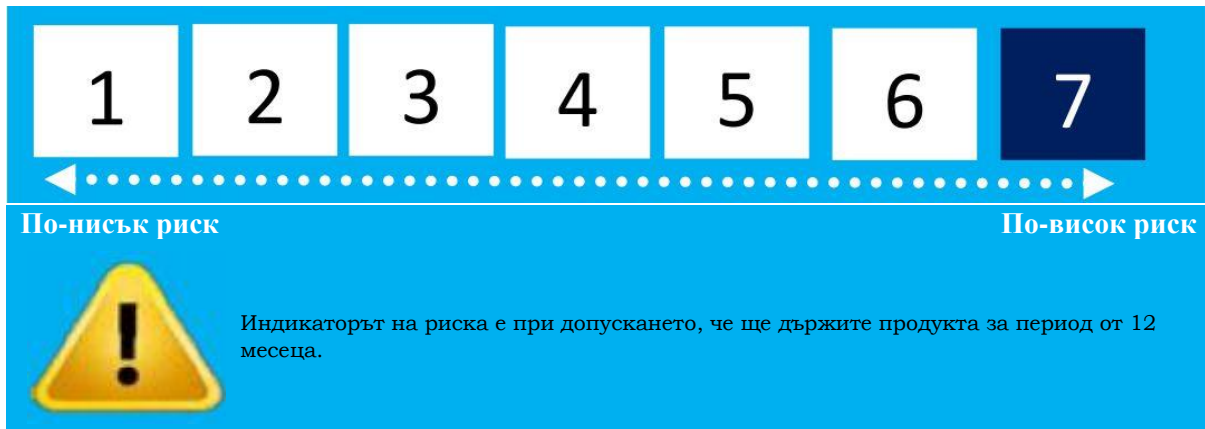 1 2 3 4 5 6 7
По-нисък риск По-висок риск
Индикаторът на риска е при допускането, че ще държите продукта за период от 12
месеца.